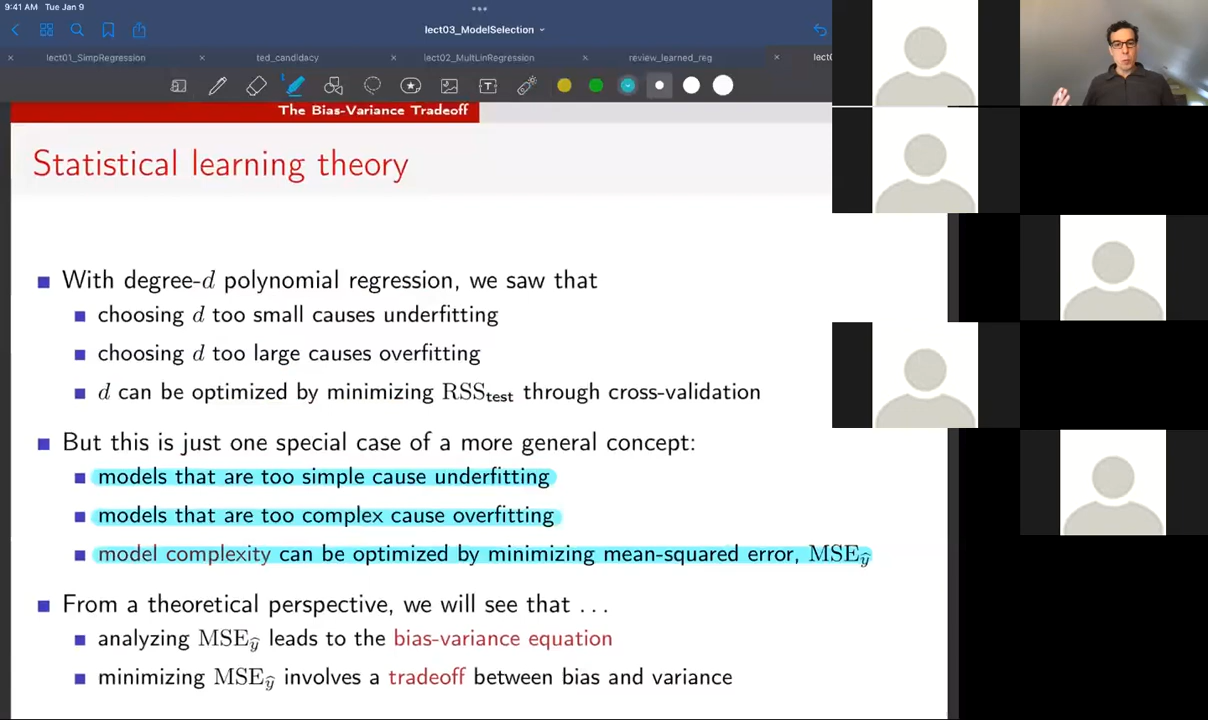 9:41 AM Tue Jan 9
lect03_ModelSelection
lect01_SimpRegression
ted_candidacy
lect02_MultLinRegression
review_learned_reg
lect0
The Bias-Variance Tradeoff
Statistical learning theory
With degree-d polynomial regression, we saw that
choosing d too small causes underfitting
choosing d too large causes overfitting
d can be optimized by minimizing RSS_test through cross-validation
But this is just one special case of a more general concept:
models that are too simple cause underfitting
models that are too complex cause overfitting
model complexity can be optimized by minimizing mean-squared error, MSE_ŷ
From a theoretical perspective, we will see that ...
analyzing MSE_ŷ leads to the bias-variance equation
minimizing MSE_ŷ involves a tradeoff between bias and variance